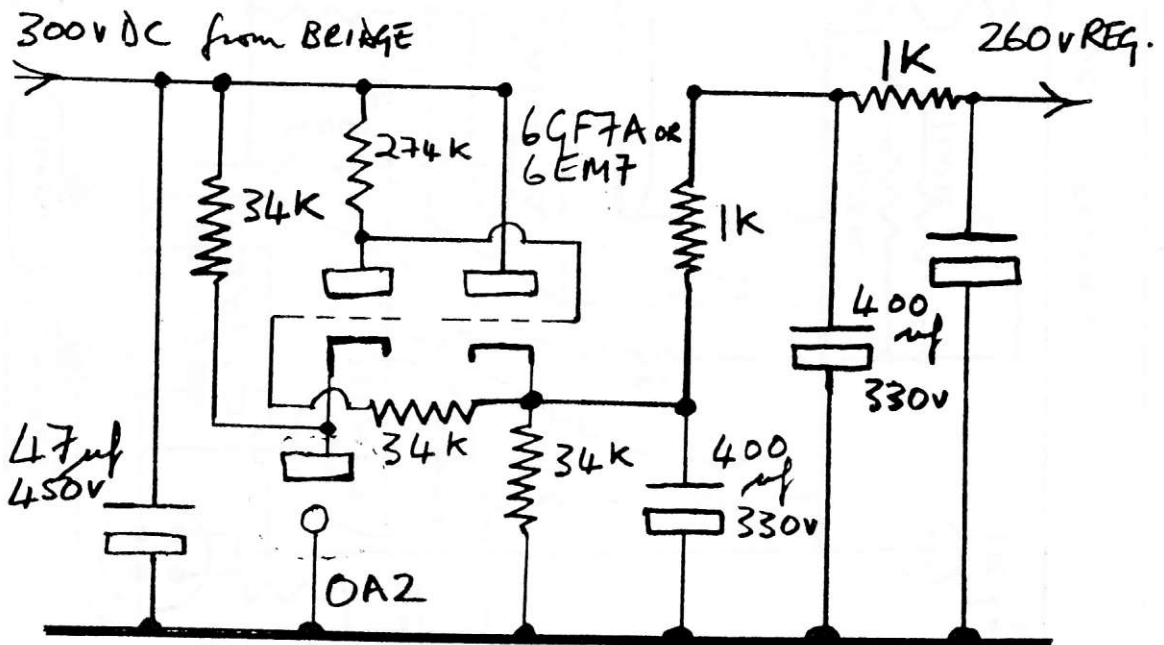 300v DC from BRIDGE
1K
260v REG.
6GF7A OR
6EM7
274K
34K
1K
400
uf
330v
34K
34K
47uf
450v
400
uf
330v
OA2